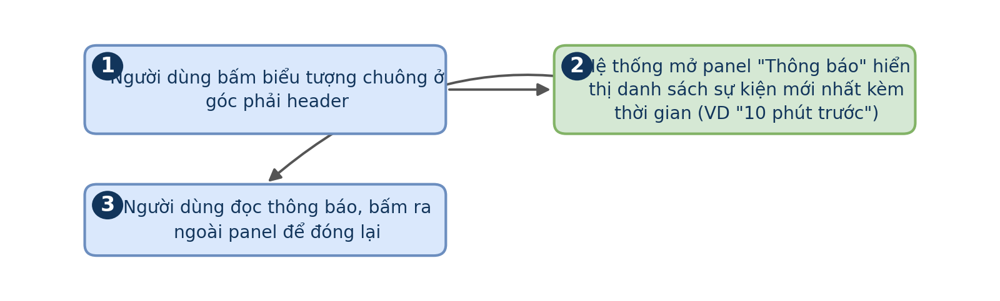 1
Người dùng bấm biểu tượng chuông ở
góc phải header
2
thống mở panel "Thông báo" hiển
thị danh sách sự kiện mới nhất kèm
thời gian (VD "10 phút trước")
3
Người dùng đọc thông báo, bấm ra
ngoài panel để đóng lại